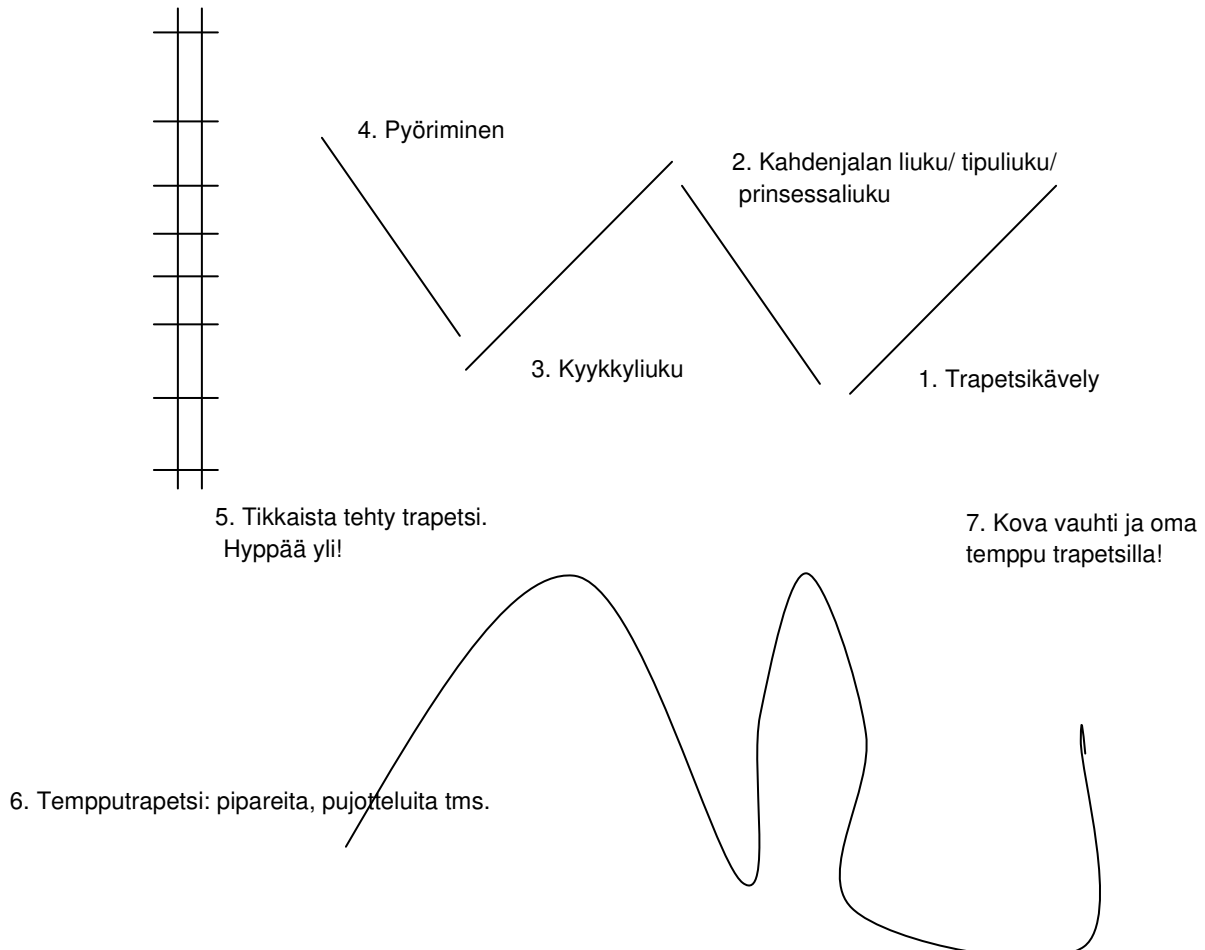 4. Pyöriminen
2. Kahdenjalan liuku/ tipuliuku/
prinsessaliuku
3. Kyykkyliuku
1. Trapetsikävely
5. Tikkaista tehty trapetsi.
Hyppää yli!
7. Kova vauhti ja oma
temppu trapetsilla!
6. Tempputrapetsi: pipareita, pujotteluita tms.